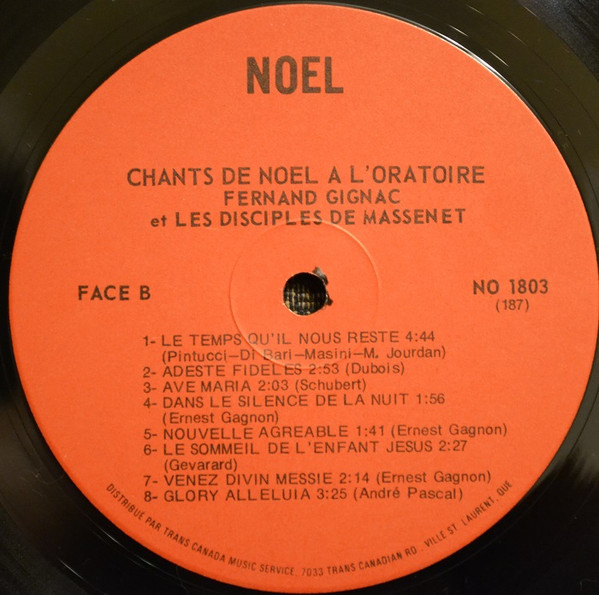 NOEL
CHANTS DE NOEL A L'ORATOIRE
FERNAND GIGNAC
et LES DISCIPLES DE MASSENET
FACE B
NO 1803
(187)
1- LE TEMPS QU'IL NOUS RESTE 4:44
(Pintucci-Di Bari-Masini-M. Jourdan)
2- ADESTE FIDELES 2:53 (Dubois)
3- AVE MARIA 2:03 (Schubert)
4- DANS LE SILENCE DE LA NUIT 1:56
(Ernest Gagnon)
5- NOUVELLE AGREABLE 1:41 (Ernest Gagnon)
6- LE SOMMEIL DE L'ENFANT JESUS 2:27
(Gevarard)
7- VENEZ DIVIN MESSIE 2:14 (Ernest Gagnon)
8- GLORY ALLELUIA 3:25 (André Pascal)
DISTRIBUÉ PAR TRANS CANADA MUSIC SERVICE, 7033 TRANS CANADIAN RD., VILLE ST. LAURENT, QUE